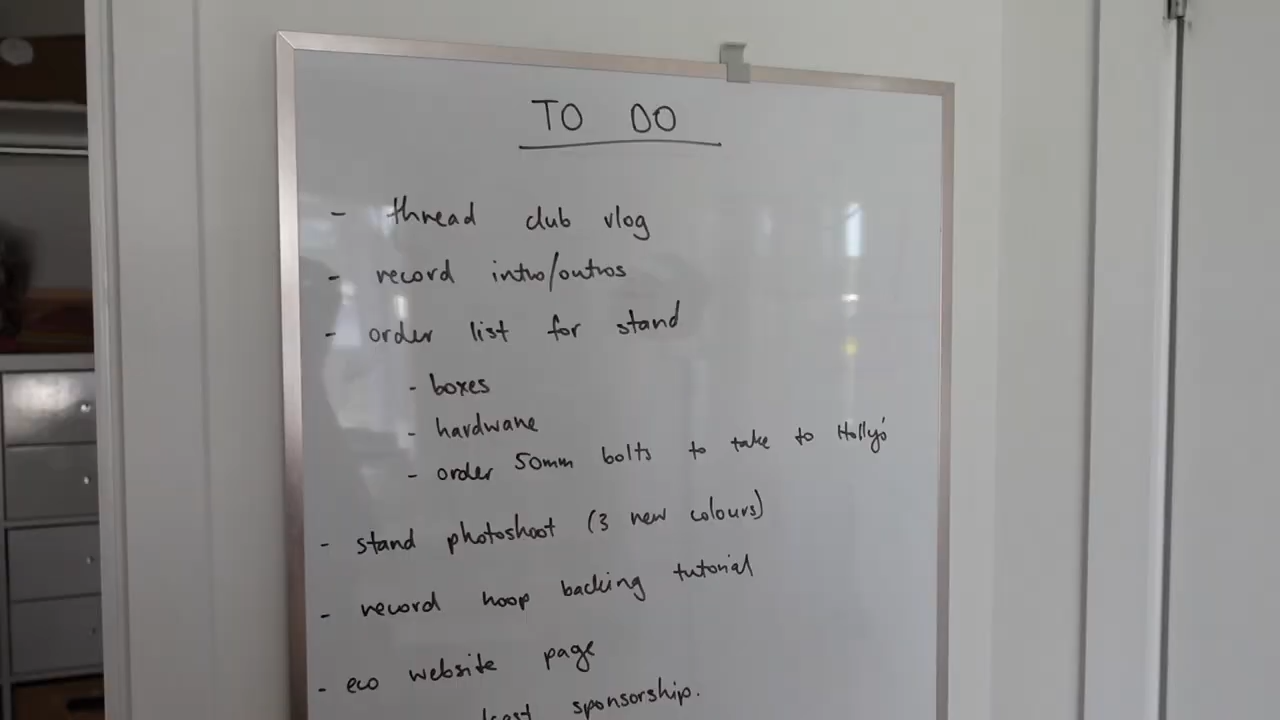 TO DO
- thread club vlog
- record intro/outros
- order list for stand
- boxes
- hardware
- order 50mm bolts to take to Holly's
- stand photoshoot (3 new colours)
- record hoop backing tutorial
- eco website page
sponsorship.